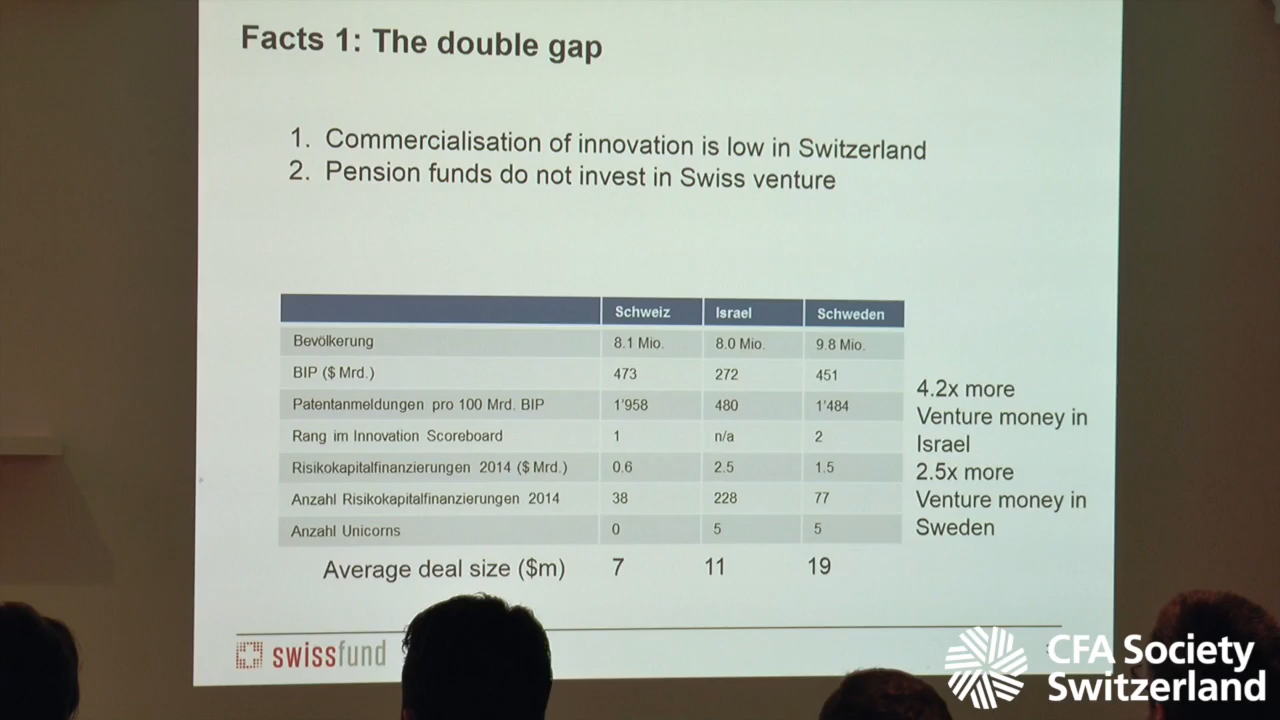 Facts 1: The double gap
1. Commercialisation of innovation is low in Switzerland
2. Pension funds do not invest in Swiss venture
Schweiz Israel Schweden
Bevölkerung 8.1 Mio. 8.0 Mio. 9.8 Mio.
BIP ($ Mrd.) 473 272 451
Patentanmeldungen pro 100 Mrd. BIP 1'958 480 1'484
Rang im Innovation Scoreboard 1 n/a 2
Risikokapitalfinanzierungen 2014 ($ Mrd.) 0.6 2.5 1.5
Anzahl Risikokapitalfinanzierungen 2014 38 228 77
Anzahl Unicorns 0 5 5
Average deal size ($m) 7 11 19
4.2x more
Venture money in
Israel
2.5x more
Venture money in
Sweden
swissfund
CFA Society
Switzerland